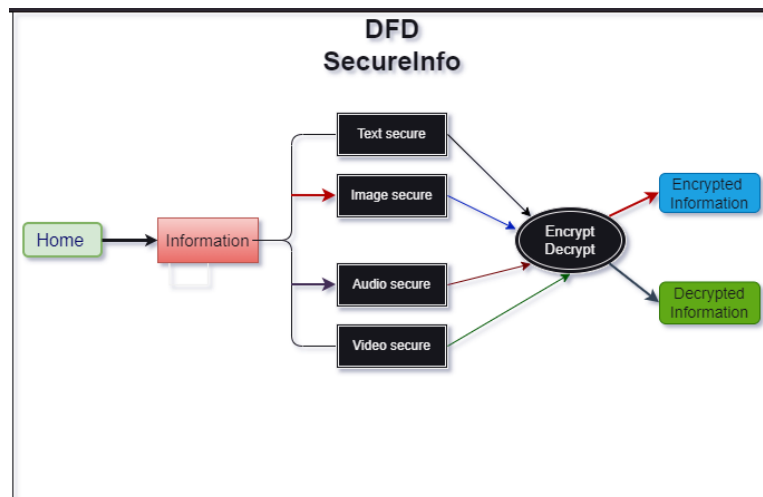 DFD
SecureInfo
Text secure
Image secure
Encrypted
Information
Home
Information
Encrypt
Decrypt
Audio secure
Decrypted
Information
Video secure